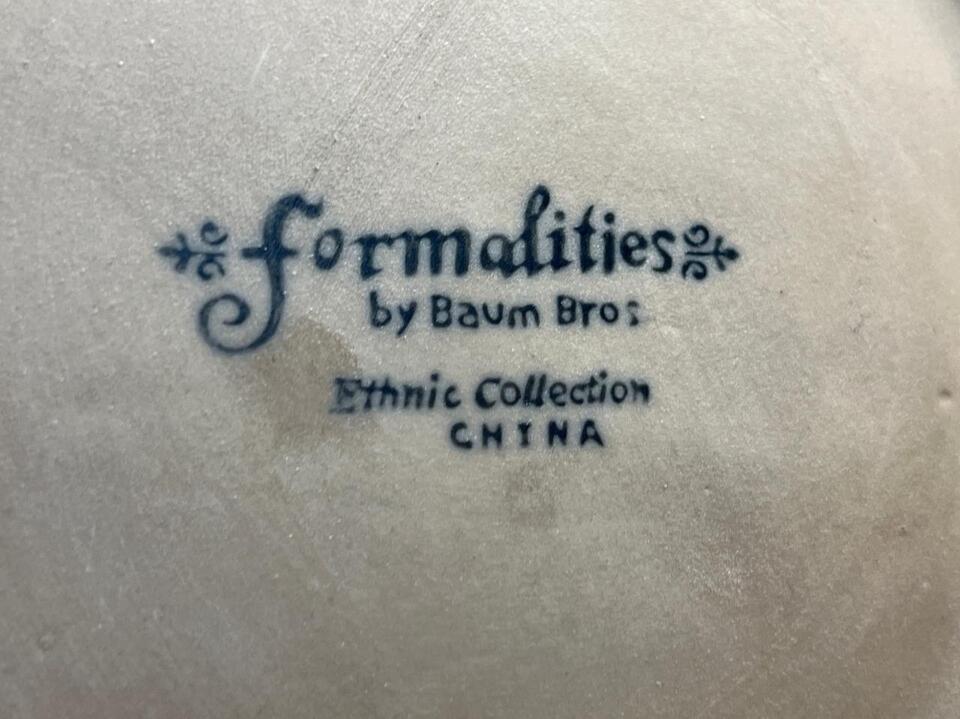 formalities
by Baum Bros.
Ethnic Collection
CHINA